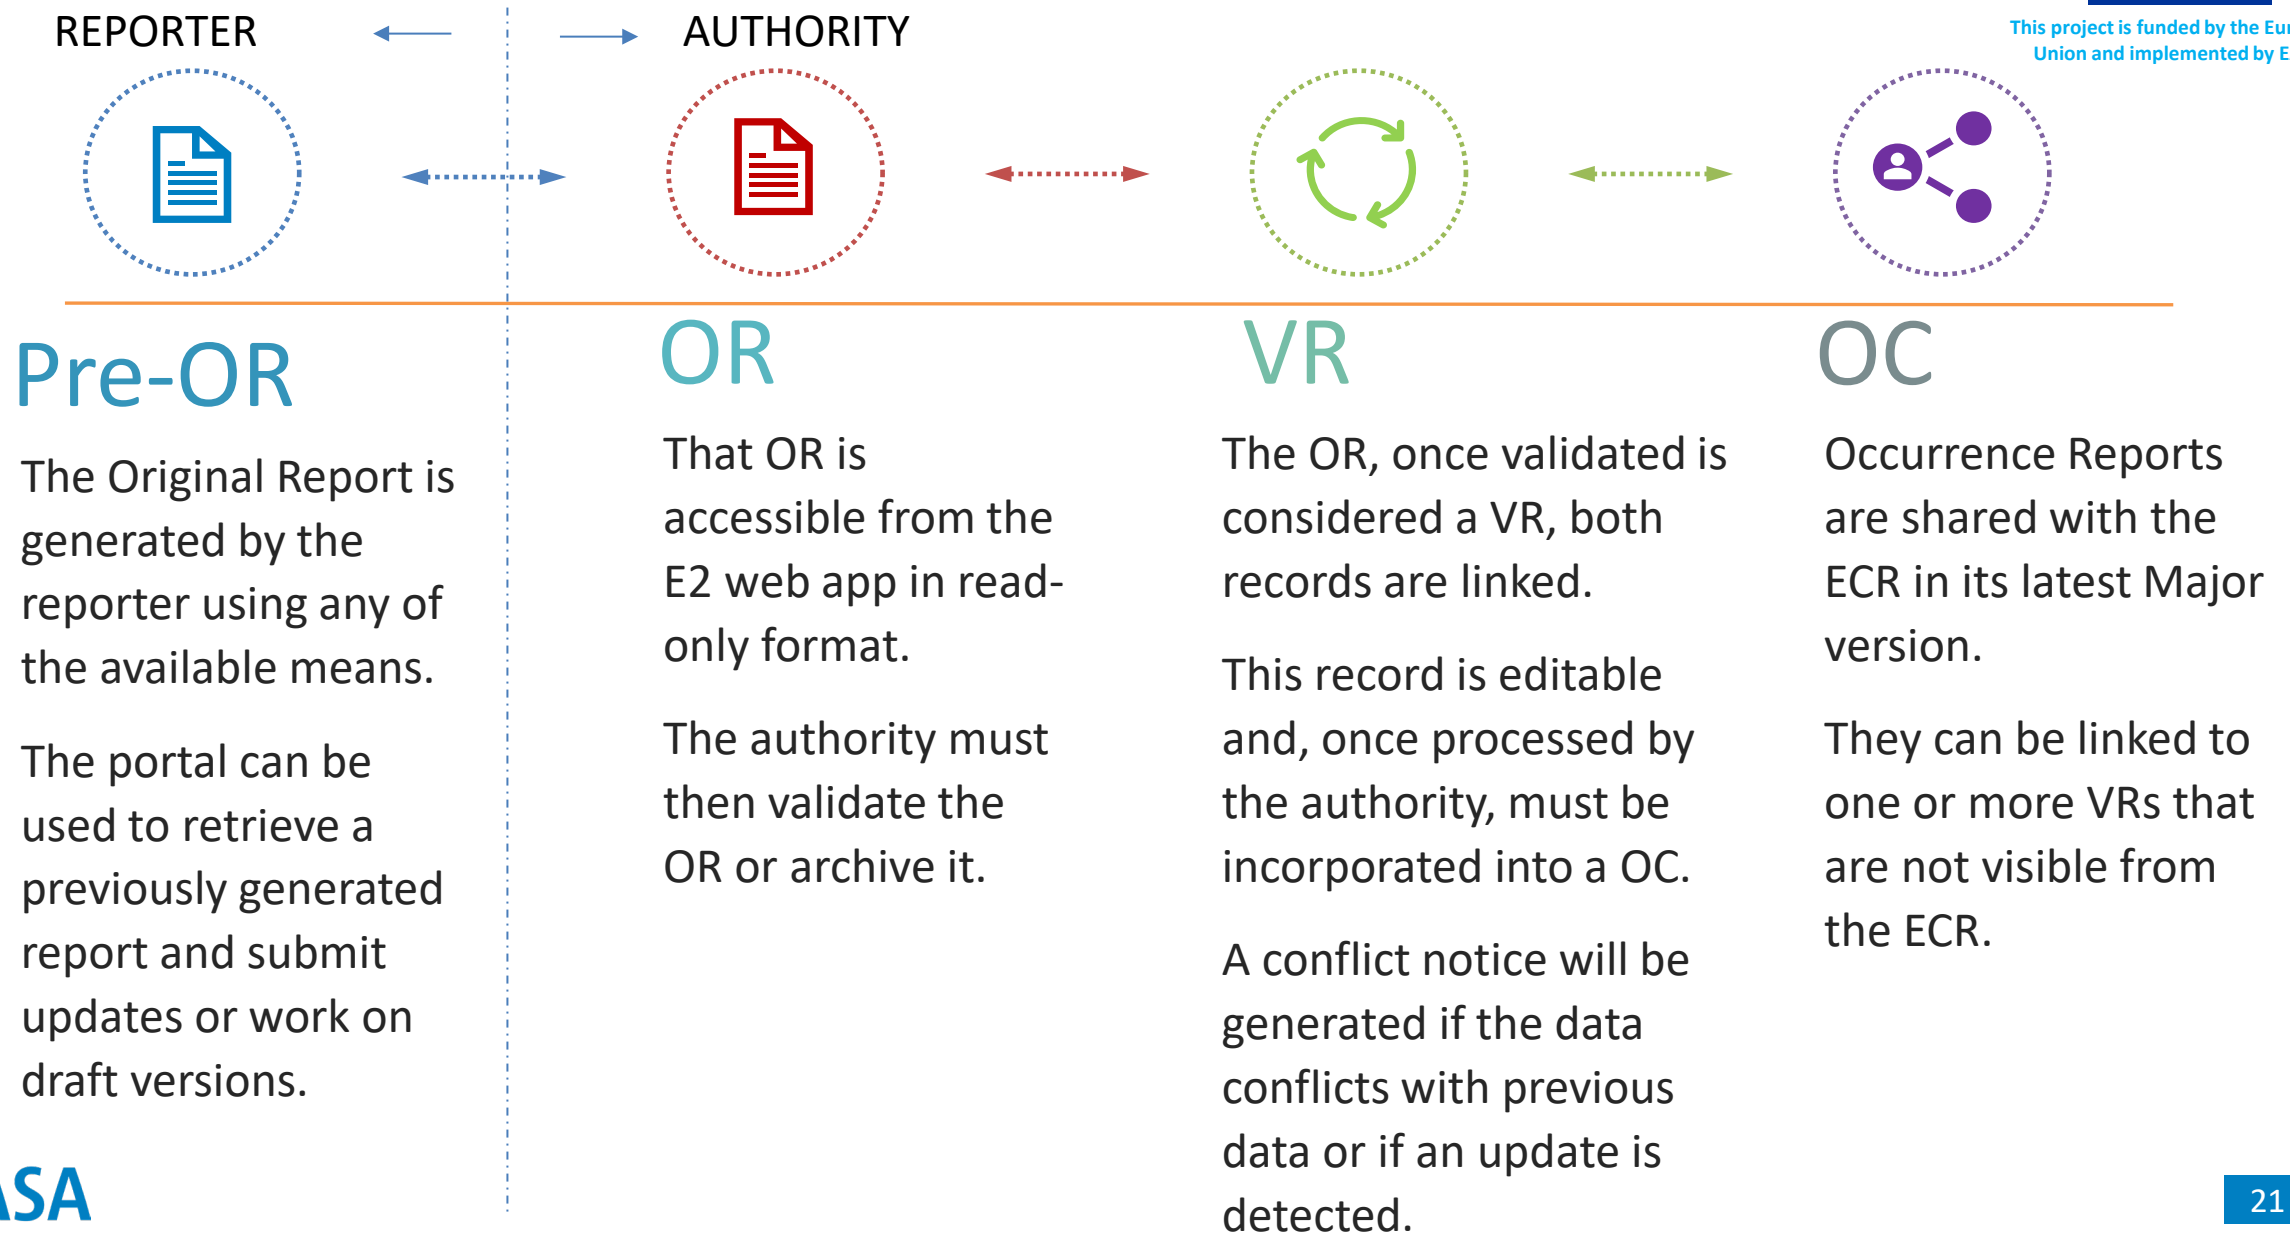 REPORTER
AUTHORITY
This project is funded by the
Union and implemented by
Pre-OR
The Original Report is
generated by the
reporter using any of
the available means.
The portal can be
used to retrieve a
previously generated
report and submit
updates or work on
draft versions.
OR
That OR is
accessible from the
E2 web app in read-
only format.
The authority must
then validate the
OR or archive it.
VR
The OR, once validated is
considered a VR, both
records are linked.
This record is editable
and, once processed by
the authority, must be
incorporated into a OC.
A conflict notice will be
generated if the data
conflicts with previous
data or if an update is
detected.
OC
Occurrence Reports
are shared with the
ECR in its latest Major
version.
They can be linked to
one or more VRs that
are not visible from
the ECR.
21